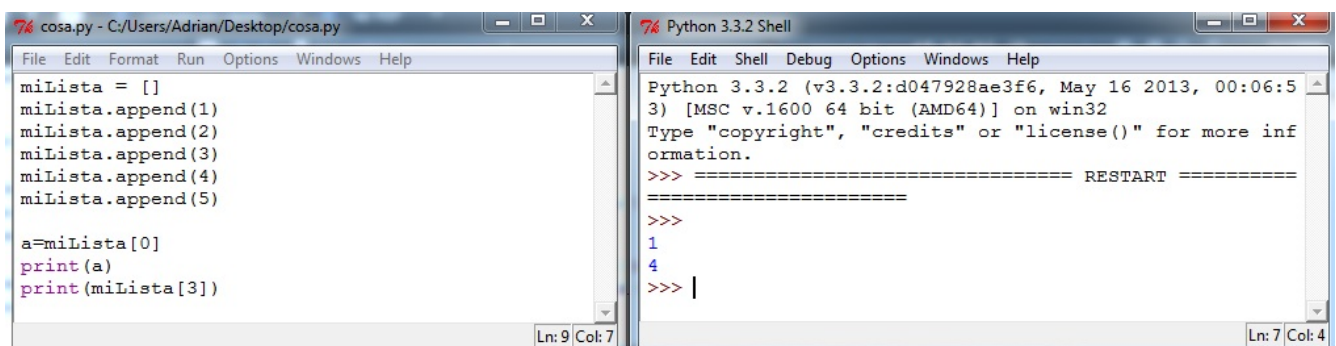 cosa.py - C:/Users/Adrian/Desktop/cosa.py
File Edit Format Run Options Windows Help
miLista = []
miLista.append(1)
miLista.append(2)
miLista.append(3)
miLista.append(4)
miLista.append(5)
a=miLista[0]
print(a)
print(miLista[3])
Ln: 9 Col: 7
Python 3.3.2 Shell
File Edit Shell Debug Options Windows Help
Python 3.3.2 (v3.3.2:d047928ae3f6, May 16 2013, 00:06:5
3) [MSC v.1600 64 bit (AMD64)] on win32
Type "copyright", "credits" or "license()" for more inf
ormation.
>>> ================================ RESTART ==========
======================
>>>
1
4
>>>
Ln: 7 Col: 4